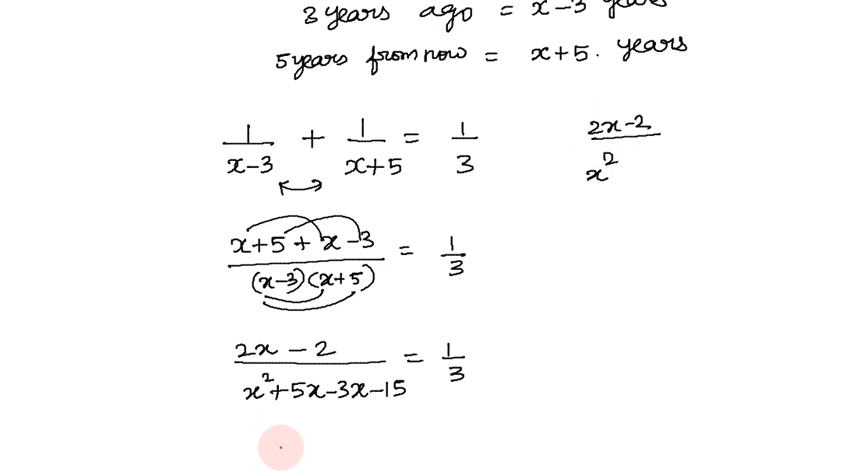 3 years ago = x-3 years
5 years from now = x+5. years
1/(x-3) + 1/(x+5) = 1/3
(2x-2)/x²
(x+5+x-3)/((x-3)(x+5)) = 1/3
(2x-2)/(x²+5x-3x-15) = 1/3